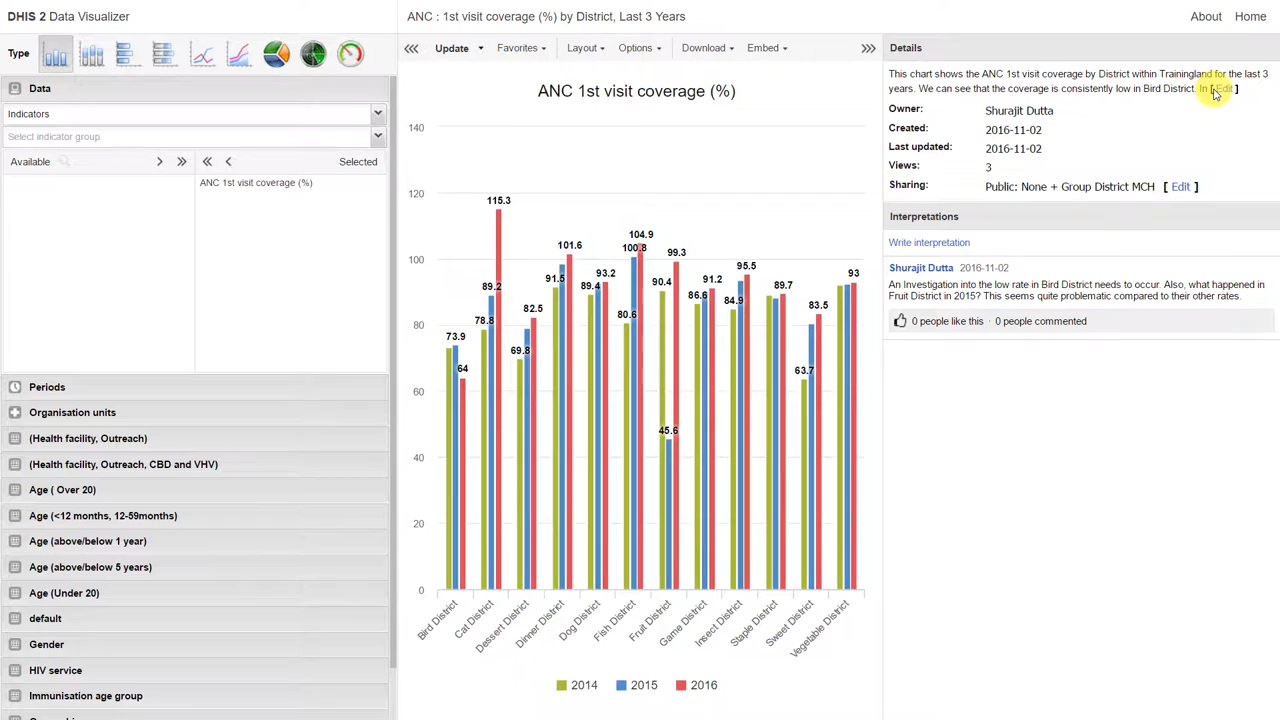 DHIS 2 Data Visualizer
ANC : 1st visit coverage (%) by District, Last 3 Years
About Home
Type
Update Favorites Layout Options Download Embed
Data
Indicators
Select indicator group
Available Selected
ANC 1st visit coverage (%)
Periods
Organisation units
(Health facility, Outreach)
(Health facility, Outreach, CBD and VHV)
Age ( Over 20)
Age (<12 months, 12-59months)
Age (above/below 1 year)
Age (above/below 5 years)
Age (Under 20)
default
Gender
HIV service
Immunisation age group
ANC 1st visit coverage (%)
140
120
100
80
60
40
20
0
73.9
64
78.8
89.2
115.3
69.8
82.5
91.5
101.6
89.4
93.2
80.6
100.8
104.9
90.4
45.6
99.3
86.6
91.2
84.9
95.5
89.7
63.7
83.5
93
Bird District
Cat District
Dessert District
Dinner District
Dog District
Fish District
Fruit District
Game District
Insect District
Staple District
Sweet District
Vegetable District
2014 2015 2016
Details
This chart shows the ANC 1st visit coverage by District within Trainingland for the last 3
years. We can see that the coverage is consistently low in Bird District. In [ Edit ]
Owner: Shurajit Dutta
Created: 2016-11-02
Last updated: 2016-11-02
Views: 3
Sharing: Public: None + Group District MCH [ Edit ]
Interpretations
Write interpretation
Shurajit Dutta 2016-11-02
An Investigation into the low rate in Bird District needs to occur. Also, what happened in
Fruit District in 2015? This seems quite problematic compared to their other rates.
0 people like this · 0 people commented